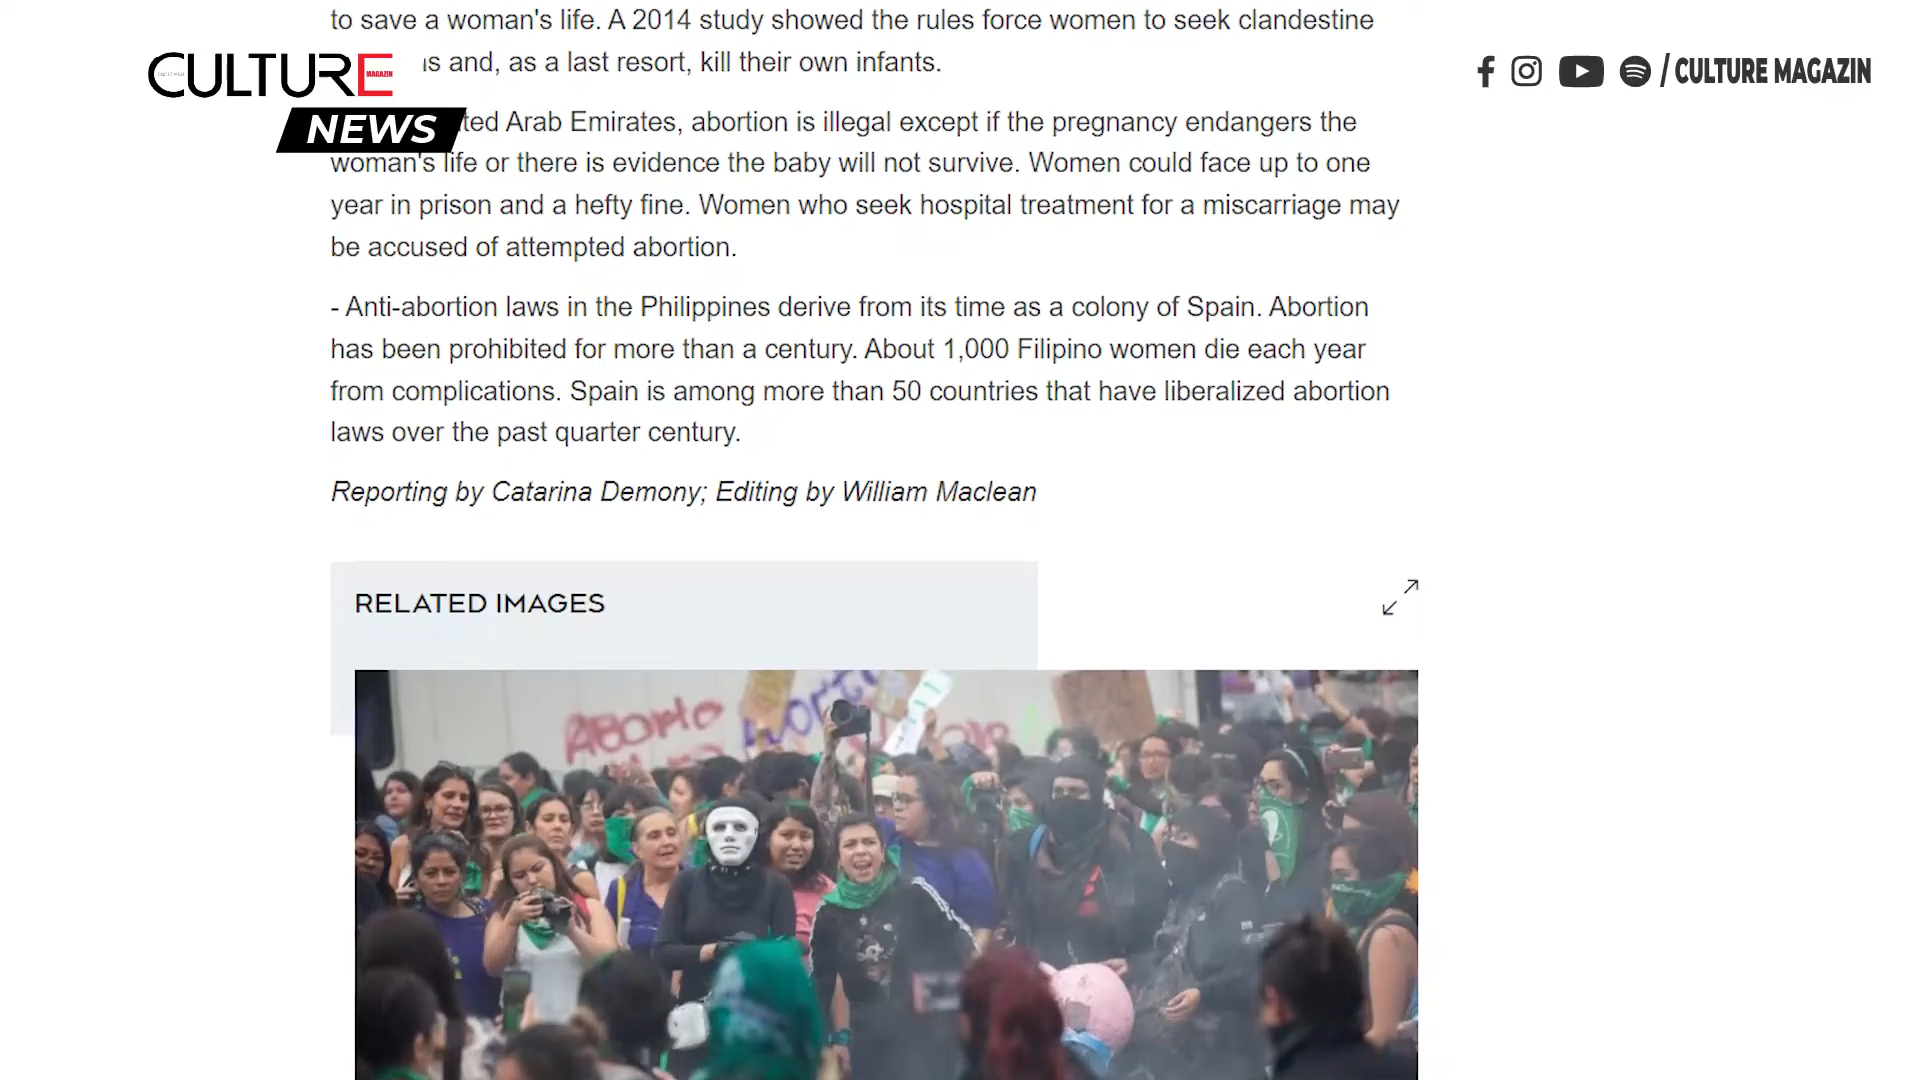 to save a woman's life. A 2014 study showed the rules force women to seek clandestine
CULTURE
MAGAZIN
NEWS
/ CULTURE MAGAZIN
and, as a last resort, kill their own infants.
Arab Emirates, abortion is illegal except if the pregnancy endangers the
woman's life or there is evidence the baby will not survive. Women could face up to one
year in prison and a hefty fine. Women who seek hospital treatment for a miscarriage may
be accused of attempted abortion.
- Anti-abortion laws in the Philippines derive from its time as a colony of Spain. Abortion
has been prohibited for more than a century. About 1,000 Filipino women die each year
from complications. Spain is among more than 50 countries that have liberalized abortion
laws over the past quarter century.
Reporting by Catarina Demony; Editing by William Maclean
RELATED IMAGES
ABORTO